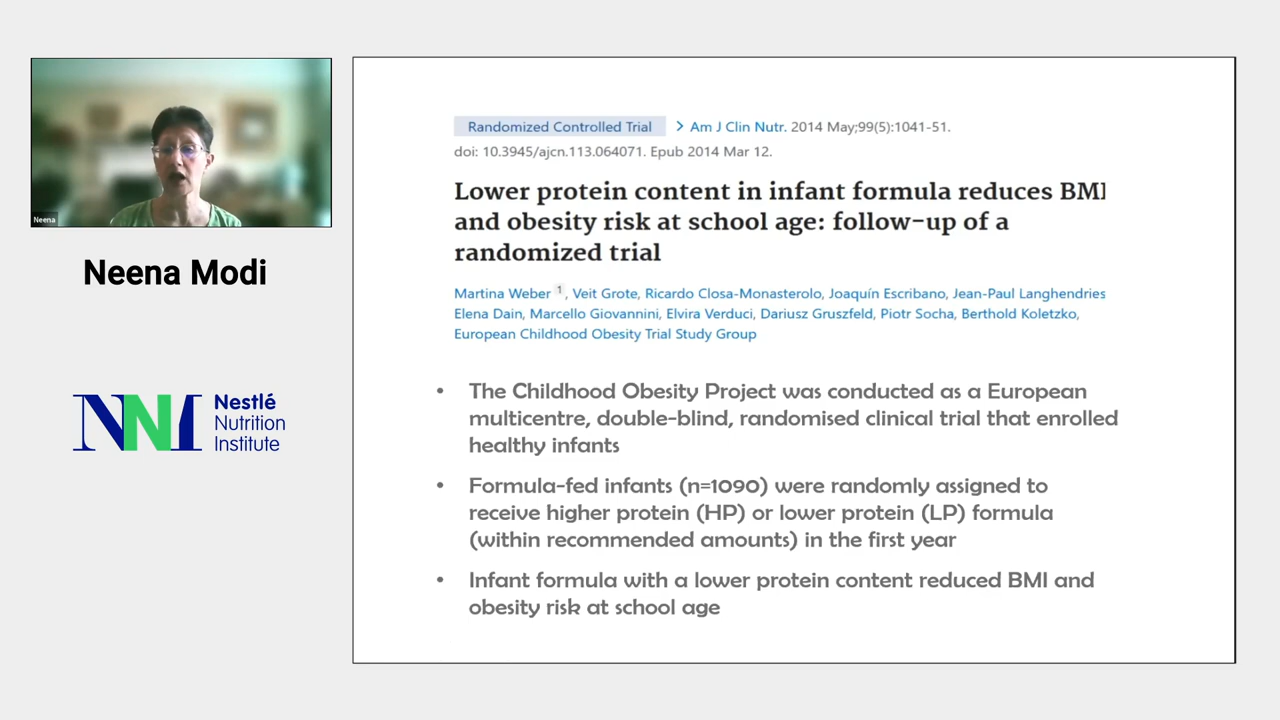 Neena
Neena Modi
NNI Nestlé
Nutrition
Institute
Randomized Controlled Trial > Am J Clin Nutr. 2014 May;99(5):1041-51.
doi: 10.3945/ajcn.113.064071. Epub 2014 Mar 12.
Lower protein content in infant formula reduces BMI
and obesity risk at school age: follow-up of a
randomized trial
Martina Weber 1, Veit Grote, Ricardo Closa-Monasterolo, Joaquín Escribano, Jean-Paul Langhendries
Elena Dain, Marcello Giovannini, Elvira Verduci, Dariusz Gruszfeld, Piotr Socha, Berthold Koletzko,
European Childhood Obesity Trial Study Group
• The Childhood Obesity Project was conducted as a European
multicentre, double-blind, randomised clinical trial that enrolled
healthy infants
• Formula-fed infants (n=1090) were randomly assigned to
receive higher protein (HP) or lower protein (LP) formula
(within recommended amounts) in the first year
• Infant formula with a lower protein content reduced BMI and
obesity risk at school age